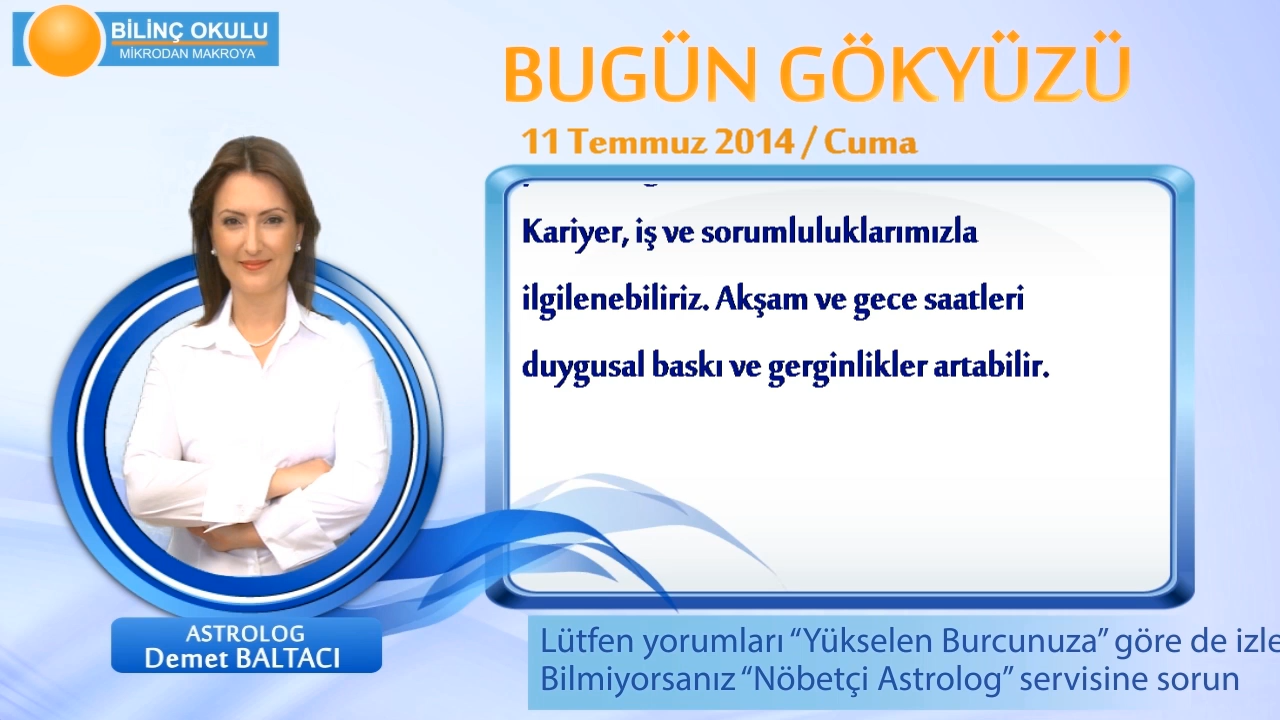 BİLİNÇ OKULU
MİKRODAN MAKROYA
BUGÜN GÖKYÜZÜ
11 Temmuz 2014 / Cuma
Kariyer, iş ve sorumluluklarımızla
ilgilenebiliriz. Akşam ve gece saatleri
duygusal baskı ve gerginlikler artabilir.
ASTROLOG
Demet BALTACI
Lütfen yorumları “Yükselen Burcunuza” göre de
Bilmiyorsanız “Nöbetçi Astrolog” servisine sorun